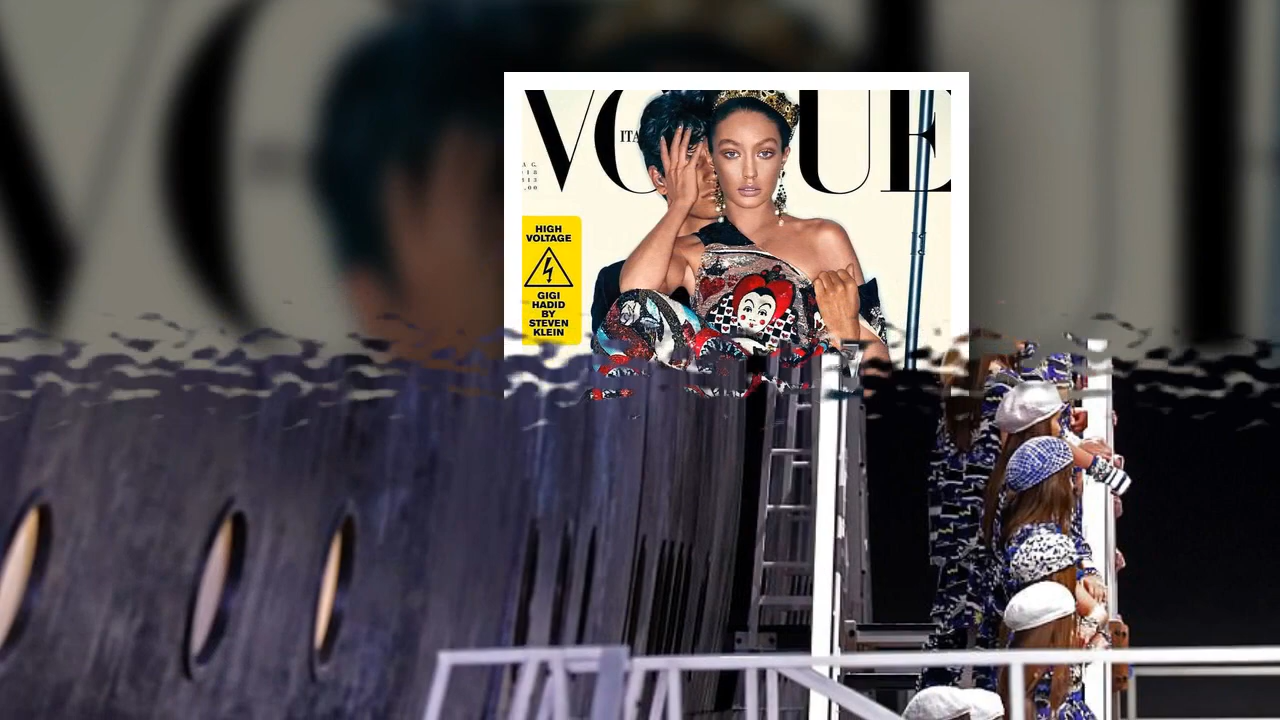 VOGUE
ITA
HIGH
VOLTAGE
GIGI
HADID
BY
STEVEN
KLEIN